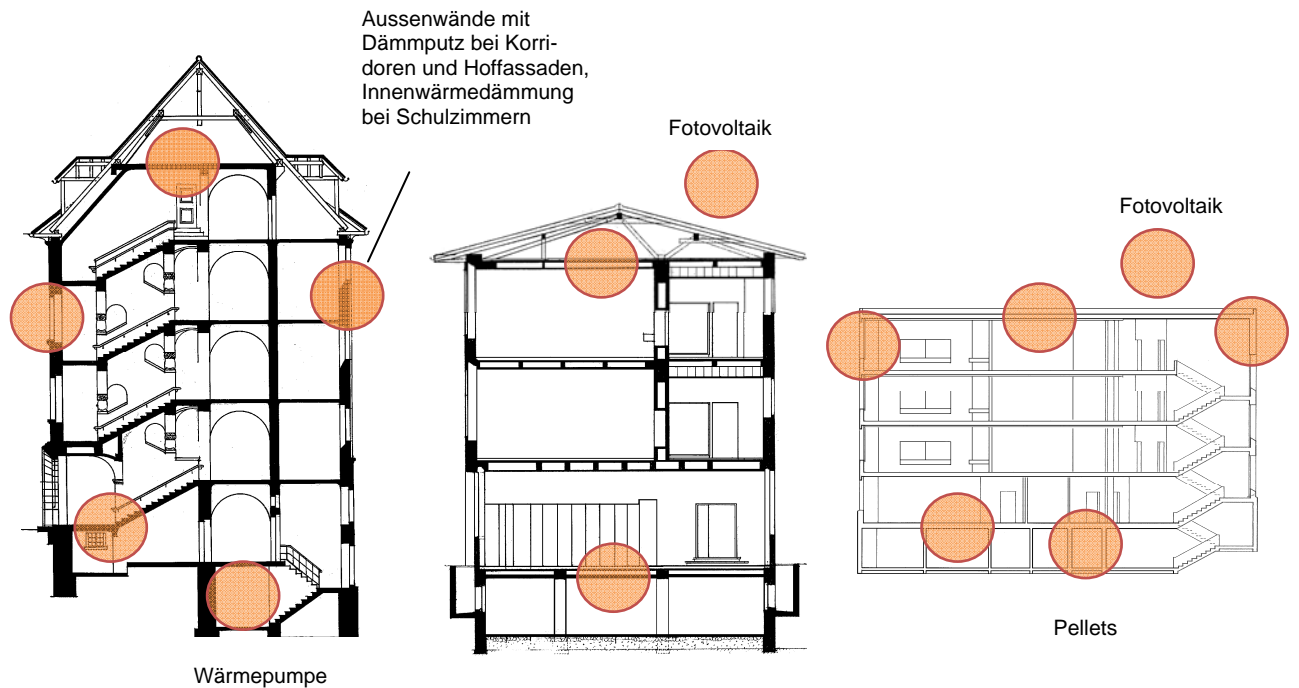 Aussenwände mit
Dämmputz bei Korri-
doren und Hoffassaden,
Innenwärmedämmung
bei Schulzimmern
Fotovoltaik
Fotovoltaik
Pellets
Wärmepumpe